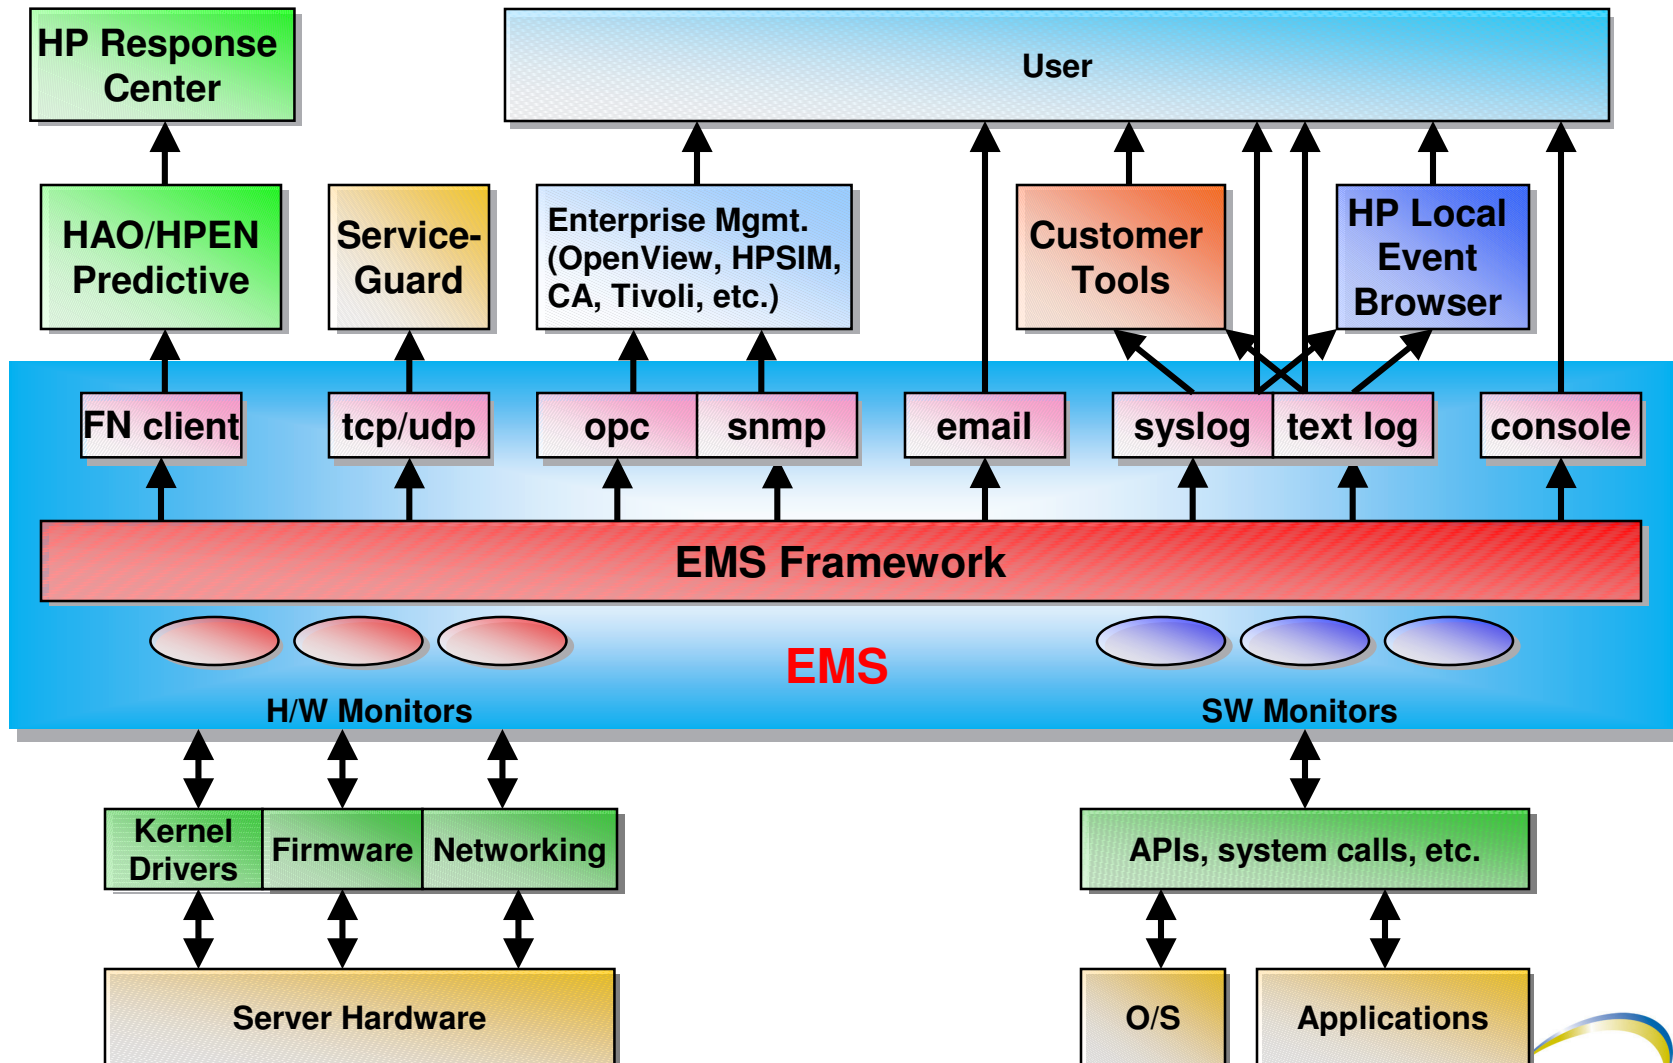 HP Response
Center
User
HAO/HPEN
Predictive
Service-
Guard
Enterprise Mgmt.
(OpenView, HPSIM,
CA, Tivoli, etc.)
Customer
Tools
HP Local
Event
Browser
FN client
tcp/udp
opc
snmp
email
syslog
text log
console
EMS Framework
EMS
H/W Monitors
SW Monitors
Kernel
Drivers
Firmware
Networking
APIs, system calls, etc.
Server Hardware
O/S
Applications